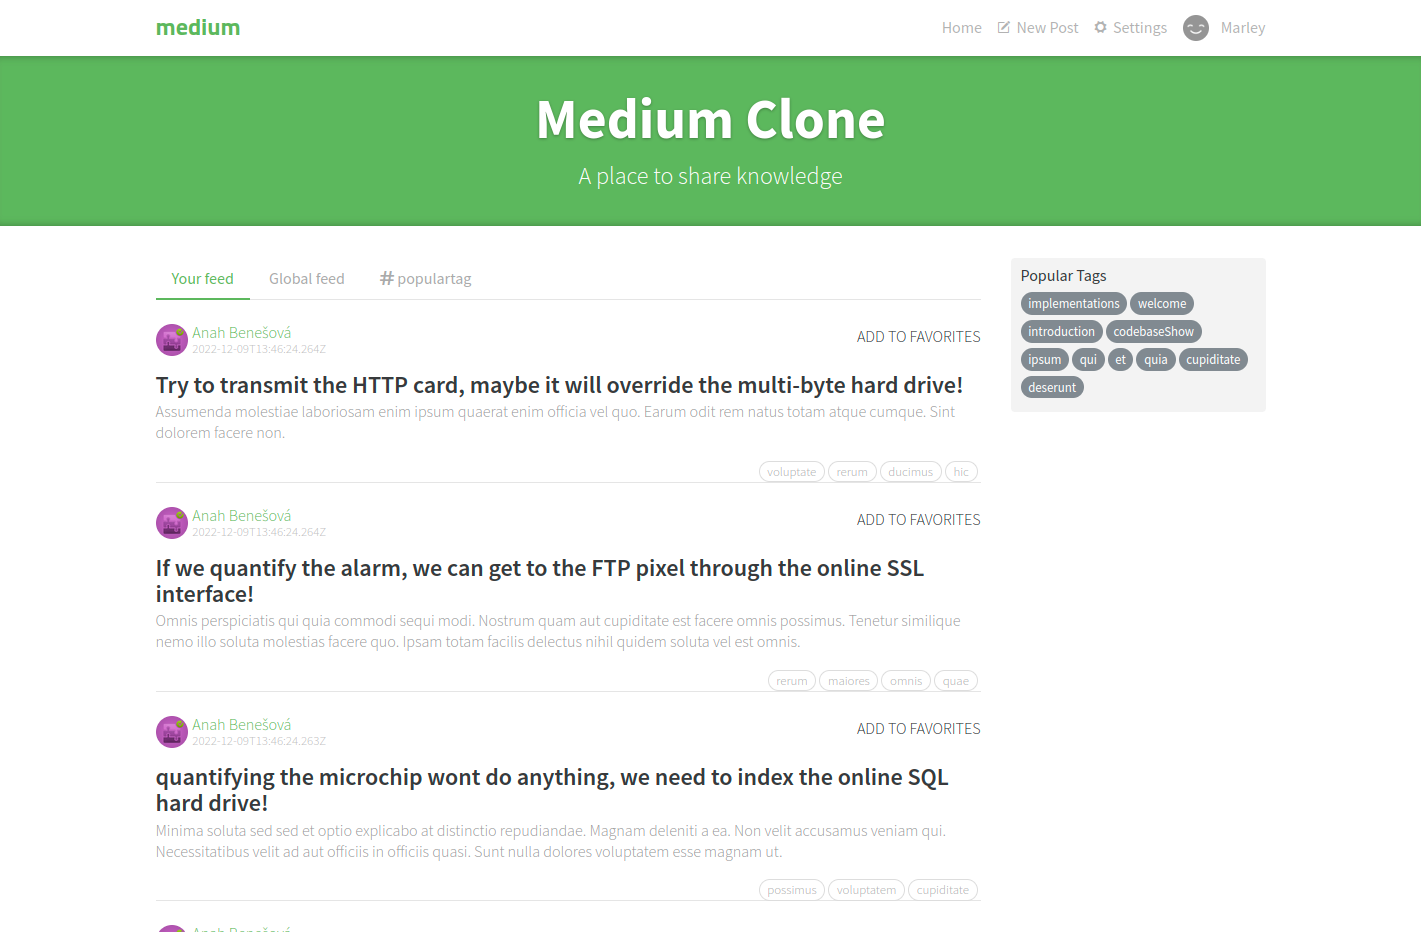 medium
Home New Post Settings Marley
Medium Clone
A place to share knowledge
Your feed Global feed # populartag
Anah Benešová
2022-12-09T13:46:24.264Z
ADD TO FAVORITES
Try to transmit the HTTP card, maybe it will override the multi-byte hard drive!
Assumenda molestiae laboriosam enim ipsum quaerat enim officia vel quo. Earum odit rem natus totam atque cumque. Sint
dolorem facere non.
voluptate rerum ducimus hic
Anah Benešová
2022-12-09T13:46:24.264Z
ADD TO FAVORITES
If we quantify the alarm, we can get to the FTP pixel through the online SSL
interface!
Omnis perspiciatis qui quia commodi sequi modi. Nostrum quam aut cupiditate est facere omnis possimus. Tenetur similique
nemo illo soluta molestias facere quo. Ipsam totam facilis delectus nihil quidem soluta vel est omnis.
rerum maiores omnis quae
Anah Benešová
2022-12-09T13:46:24.263Z
ADD TO FAVORITES
quantifying the microchip wont do anything, we need to index the online SQL
hard drive!
Minima soluta sed sed et optio explicabo at distinctio repudiandae. Magnam deleniti a ea. Non velit accusamus veniam qui.
Necessitatibus velit ad aut officiis in officiis quasi. Sunt nulla dolores voluptatem esse magnam ut.
possimus voluptatem cupiditate
Anah Benešová
Popular Tags
implementations welcome
introduction codebaseShow
ipsum qui et quia cupiditate
deserunt